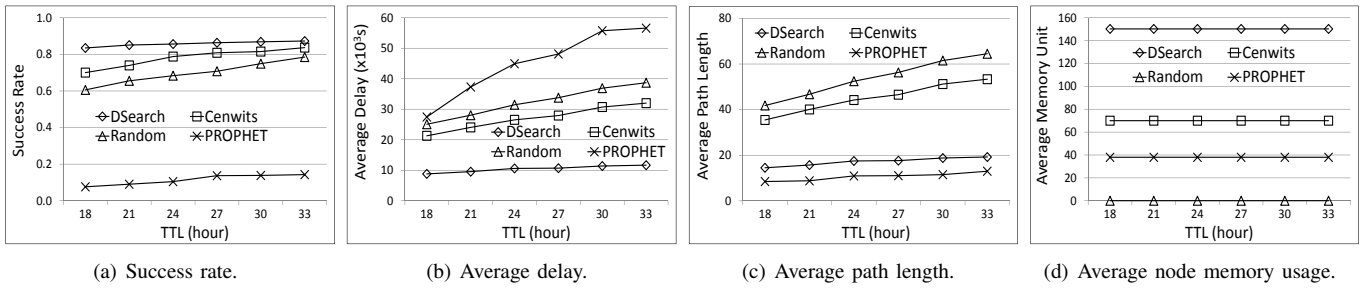 1.0
0.8
0.6
0.4
0.2
0.0
Success Rate
DSearch
Cenwits
Random
PROPHET
18 21 24 27 30 33
TTL (hour)
(a) Success rate.
60
50
40
30
20
10
0
Average Delay (x10³s)
DSearch
Cenwits
Random
PROPHET
18 21 24 27 30 33
TTL (hour)
(b) Average delay.
80
60
40
20
0
Average Path Length
DSearch
Cenwits
Random
PROPHET
18 21 24 27 30 33
TTL (hour)
(c) Average path length.
160
140
120
100
80
60
40
20
0
Average Memory Unit
DSearch
Cenwits
Random
PROPHET
18 21 24 27 30 33
TTL (hour)
(d) Average node memory usage.